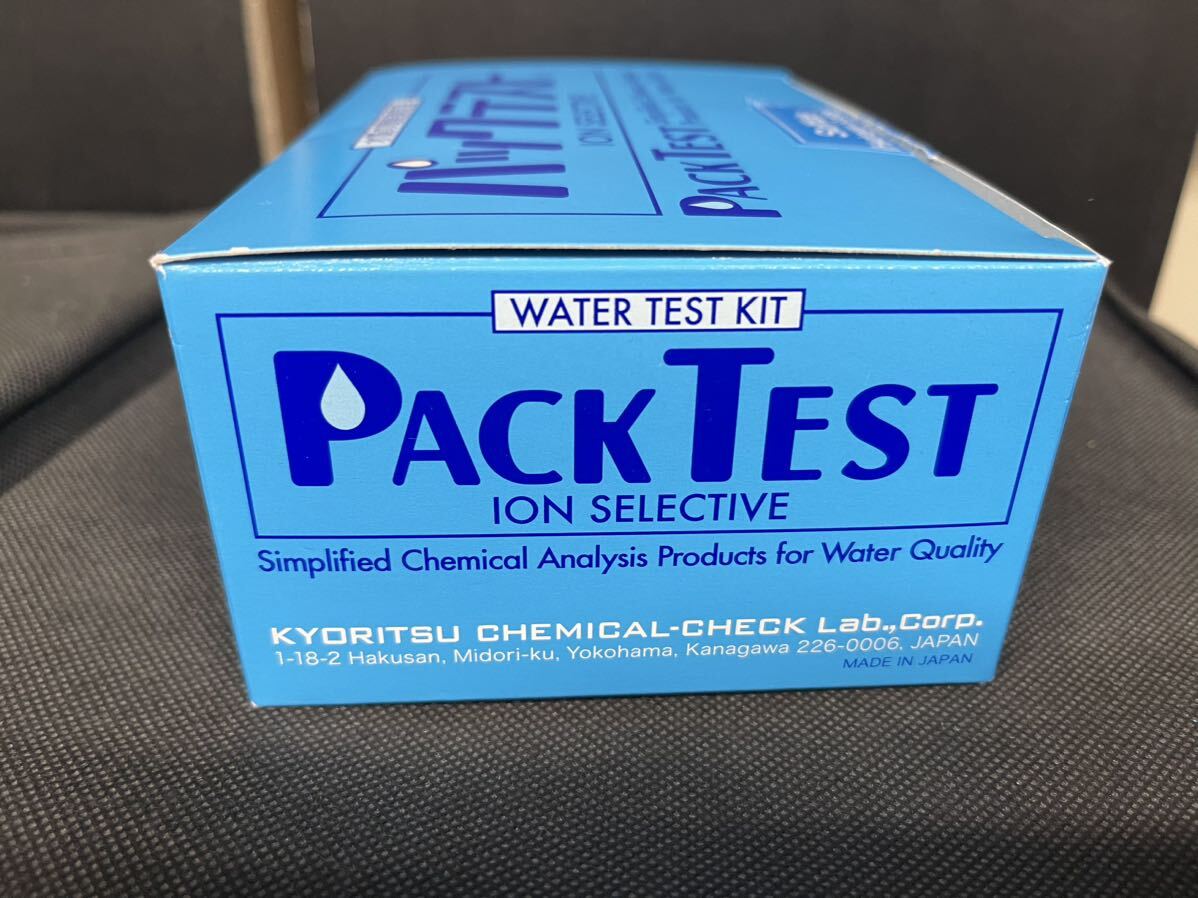 パックテスト
ION SELECTIVE
PACK TEST
WATER TEST KIT
PACK TEST
ION SELECTIVE
Simplified Chemical Analysis Products for Water Quality
KYORITSU CHEMICAL-CHECK Lab.,Corp.
1-18-2 Hakusan, Midori-ku, Yokohama, Kanagawa 226-0006, JAPAN
MADE IN JAPAN